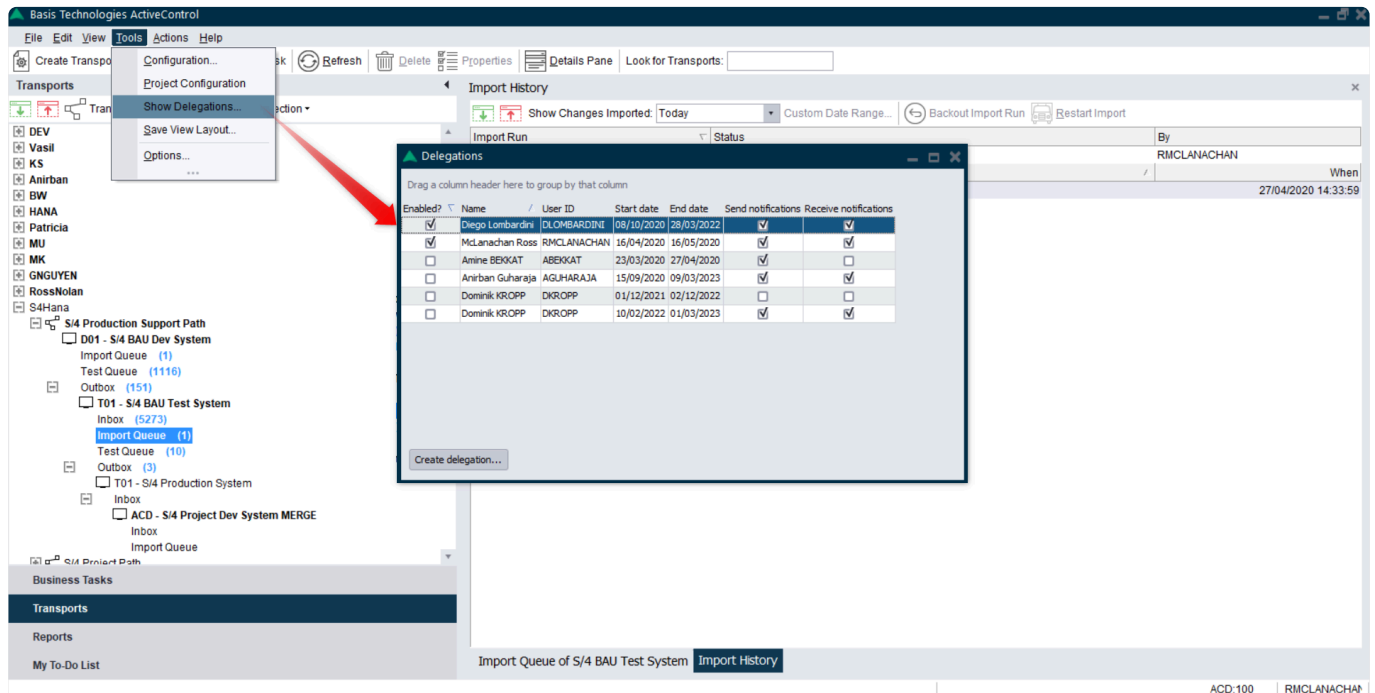 Basis Technologies ActiveControl
File Edit View Tools Actions Help
Create Transpo sk Refresh Delete Properties Details Pane Look for Transports:
Configuration...
Project Configuration
Show Delegations...
Save View Layout...
Options...
Transports
Tran ection
DEV
Vasil
KS
Anirban
BW
HANA
Patricia
MU
MK
GNGUYEN
RossNolan
S4Hana
S/4 Production Support Path
D01 - S/4 BAU Dev System
Import Queue (1)
Test Queue (1116)
Outbox (151)
T01 - S/4 BAU Test System
Inbox (5273)
Import Queue (1)
Test Queue (10)
Outbox (3)
T01 - S/4 Production System
Inbox
ACD - S/4 Project Dev System MERGE
Inbox
Import Queue
S/4 Project Path
Business Tasks
Transports
Reports
My To-Do List
Import History
Show Changes Imported: Today Custom Date Range... Backout Import Run Restart Import
Import Run Status By
RMCLANACHAN
When
27/04/2020 14:33:59
Delegations
Drag a column header here to group by that column
Enabled? Name User ID Start date End date Send notifications Receive notifications
Diego Lombardini DLOMBARDINI 08/10/2020 28/03/2022
McLanachan Ross RMCLANACHAN 16/04/2020 16/05/2020
Amine BEKKAT ABEKKAT 23/03/2020 27/04/2020
Anirban Guharaja AGUHARAJA 15/09/2020 09/03/2023
Dominik KROPP DKROPP 01/12/2021 02/12/2022
Dominik KROPP DKROPP 10/02/2022 01/03/2023
Create delegation...
Import Queue of S/4 BAU Test System Import History
ACD:100 RMCLANACHAN